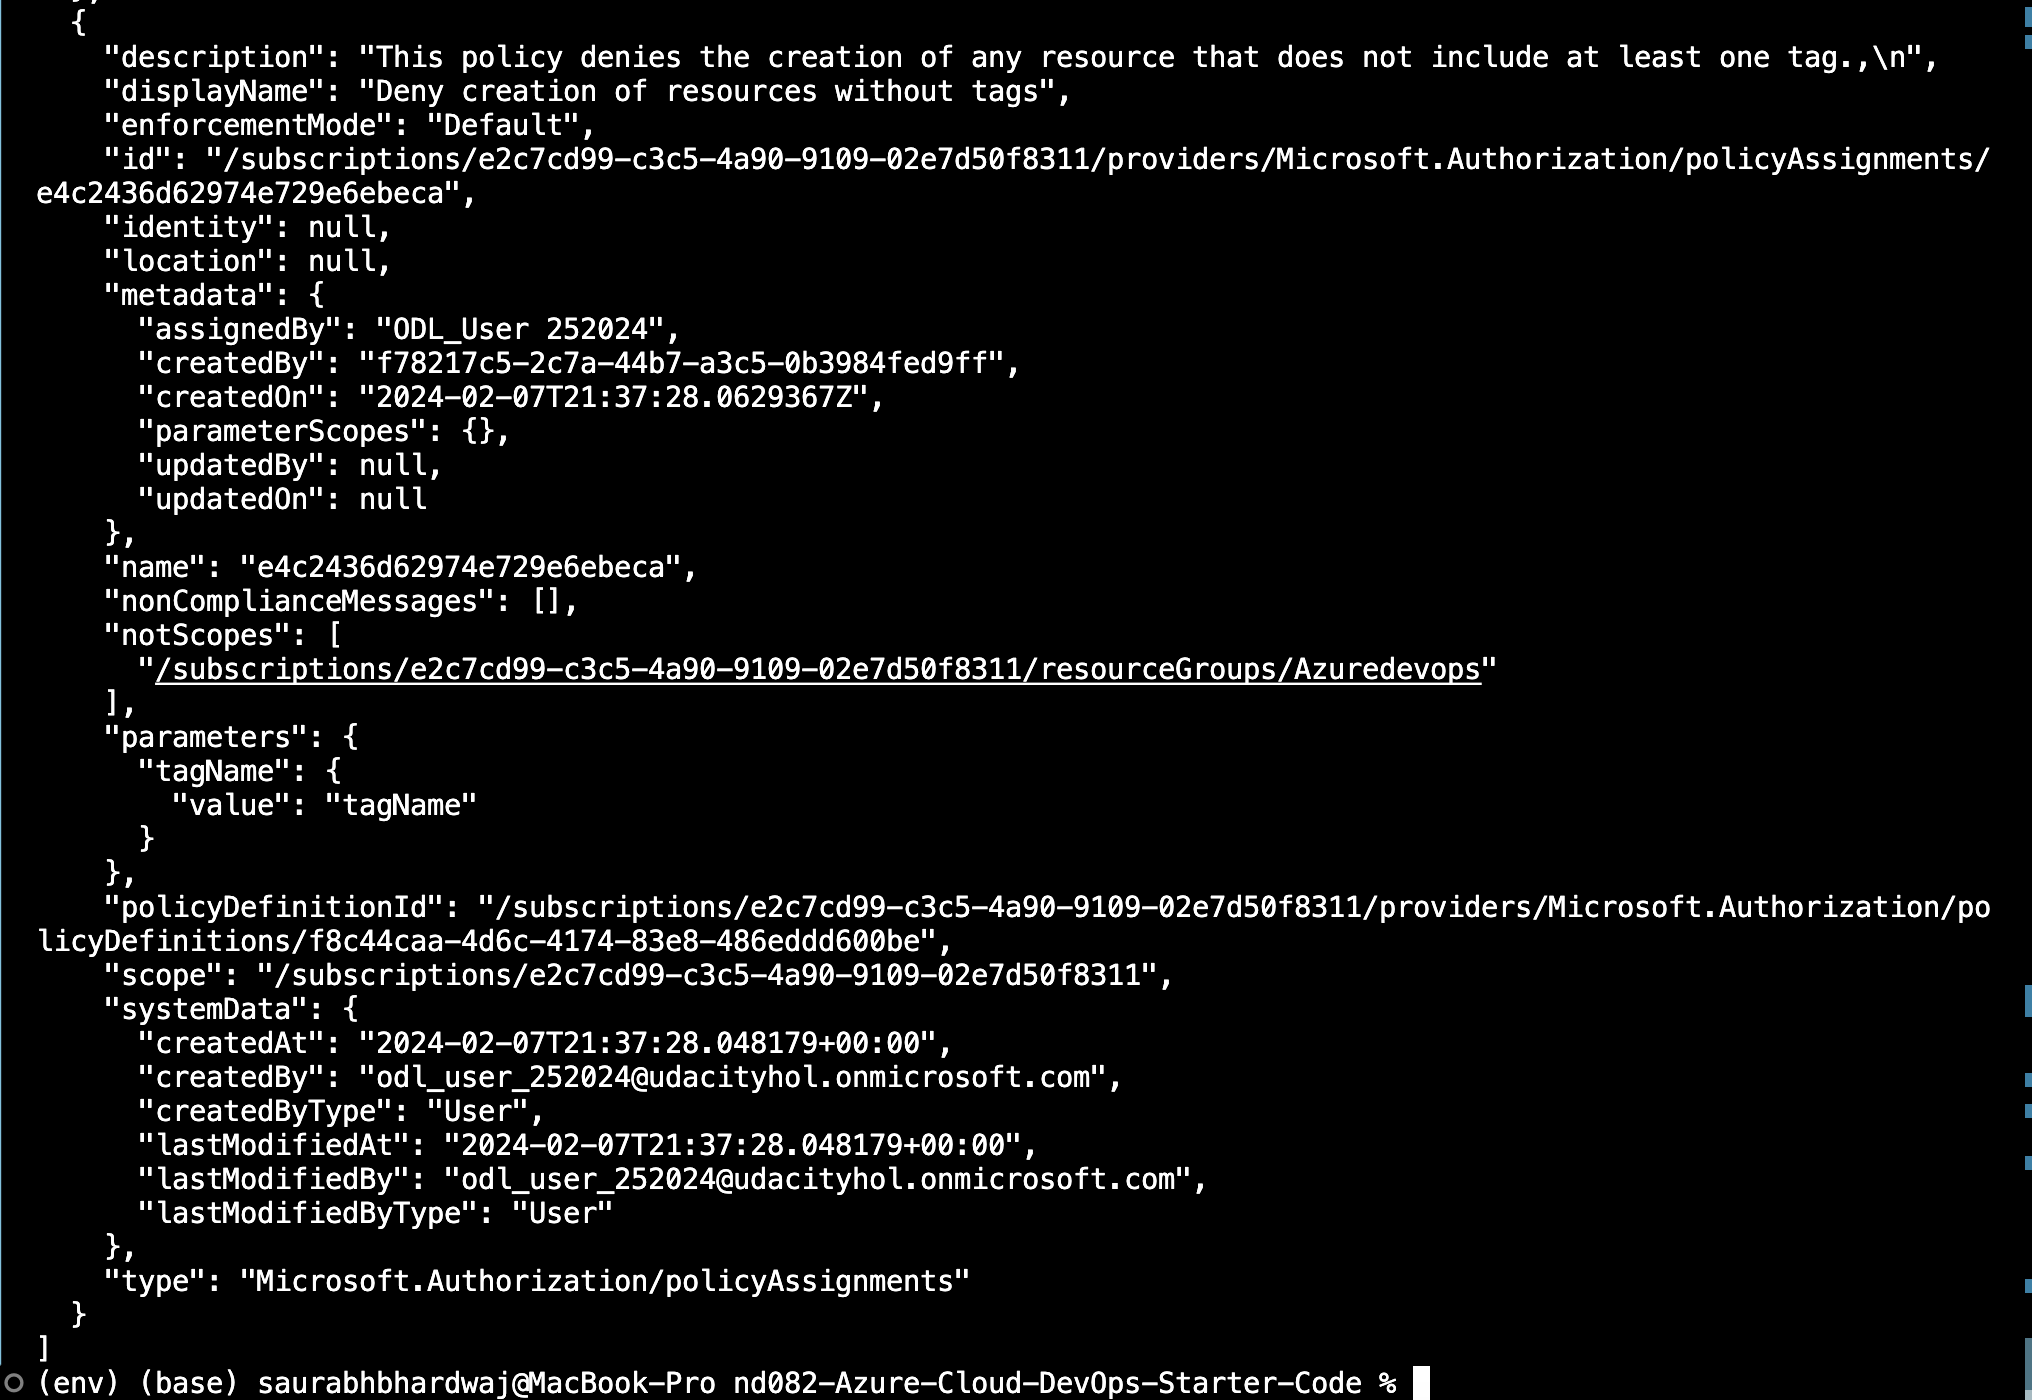 {
"description": "This policy denies the creation of any resource that does not include at least one tag.,\n",
"displayName": "Deny creation of resources without tags",
"enforcementMode": "Default",
"id": "/subscriptions/e2c7cd99-c3c5-4a90-9109-02e7d50f8311/providers/Microsoft.Authorization/policyAssignments/
e4c2436d62974e729e6ebeca",
"identity": null,
"location": null,
"metadata": {
"assignedBy": "ODL_User 252024",
"createdBy": "f78217c5-2c7a-44b7-a3c5-0b3984fed9ff",
"createdOn": "2024-02-07T21:37:28.0629367Z",
"parameterScopes": {},
"updatedBy": null,
"updatedOn": null
},
"name": "e4c2436d62974e729e6ebeca",
"nonComplianceMessages": [],
"notScopes": [
"/subscriptions/e2c7cd99-c3c5-4a90-9109-02e7d50f8311/resourceGroups/Azuredevops"
],
"parameters": {
"tagName": {
"value": "tagName"
}
},
"policyDefinitionId": "/subscriptions/e2c7cd99-c3c5-4a90-9109-02e7d50f8311/providers/Microsoft.Authorization/po
licyDefinitions/f8c44caa-4d6c-4174-83e8-486eddd600be",
"scope": "/subscriptions/e2c7cd99-c3c5-4a90-9109-02e7d50f8311",
"systemData": {
"createdAt": "2024-02-07T21:37:28.048179+00:00",
"createdBy": "odl_user_252024@udacityhol.onmicrosoft.com",
"createdByType": "User",
"lastModifiedAt": "2024-02-07T21:37:28.048179+00:00",
"lastModifiedBy": "odl_user_252024@udacityhol.onmicrosoft.com",
"lastModifiedByType": "User"
},
"type": "Microsoft.Authorization/policyAssignments"
}
]
(env) (base) saurabhbhardwaj@MacBook-Pro nd082-Azure-Cloud-DevOps-Starter-Code %